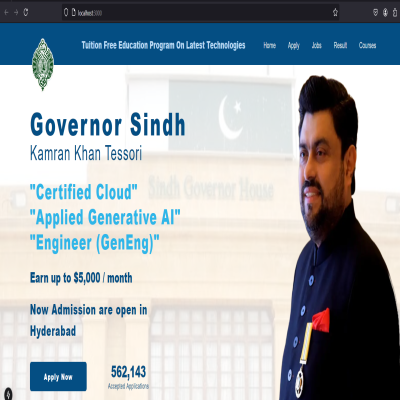 localhost:3000
Tuition Free Education Program On Latest Technologies
Home Apply Jobs Result Courses
Governor Sindh
Kamran Khan Tessori
Sindh Governor House
"Certified Cloud"
"Applied Generative AI"
"Engineer (GenEng)"
Earn up to $5,000 / month
Now Admission are open in
Hyderabad
Apply Now
562,143
Accepted Applications